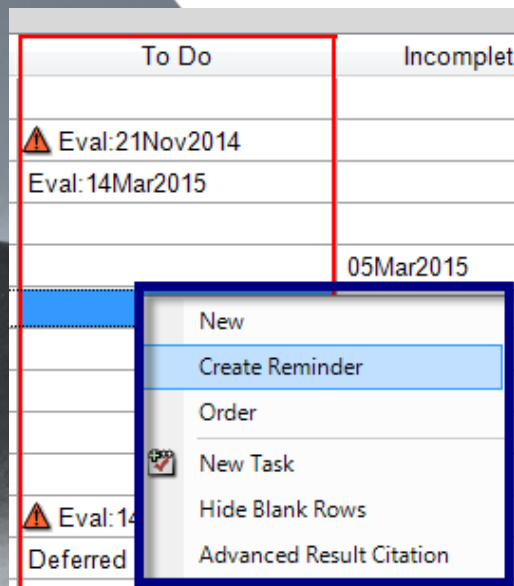 To Do
Incomplet
Eval:21Nov2014
Eval:14Mar2015
05Mar2015
New
Create Reminder
Order
New Task
Hide Blank Rows
Eval:14
Advanced Result Citation
Deferred